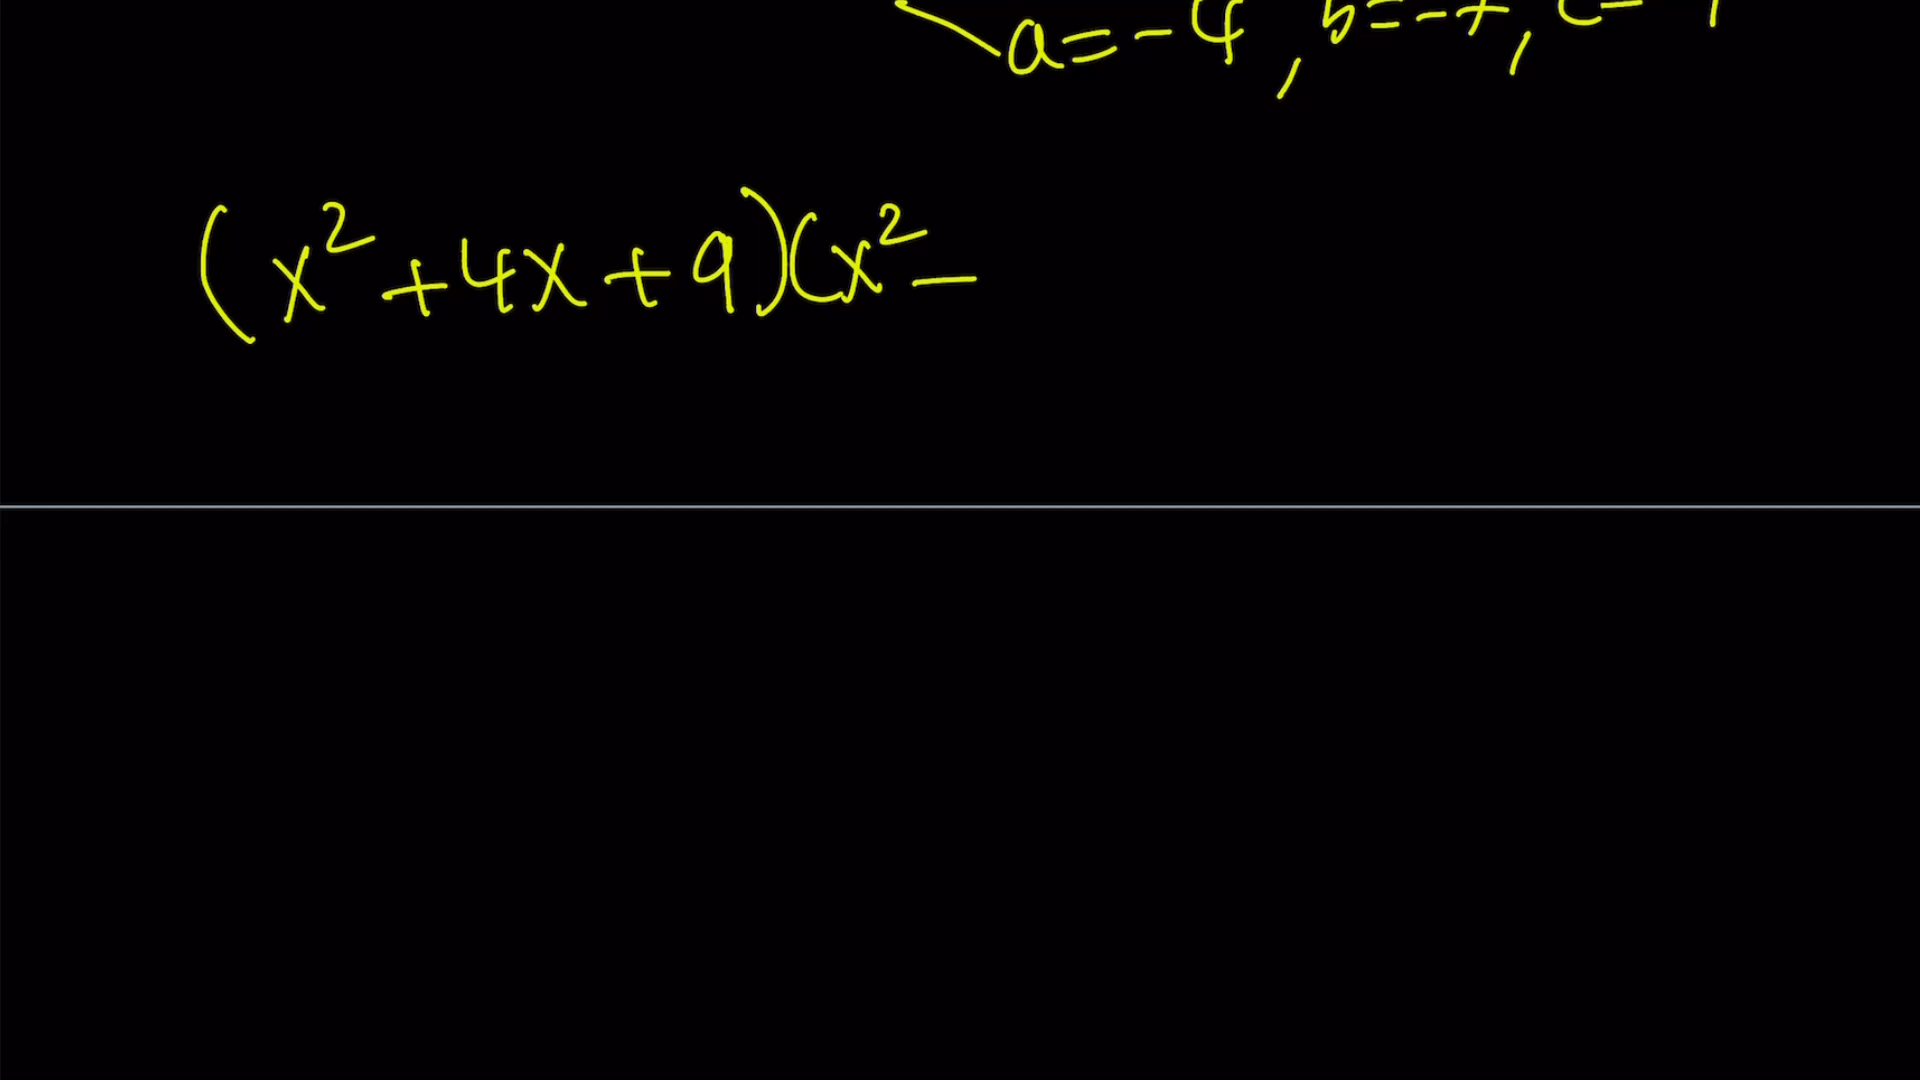 a=-4, b=-7, c=
(x²+4x+9)(x²-